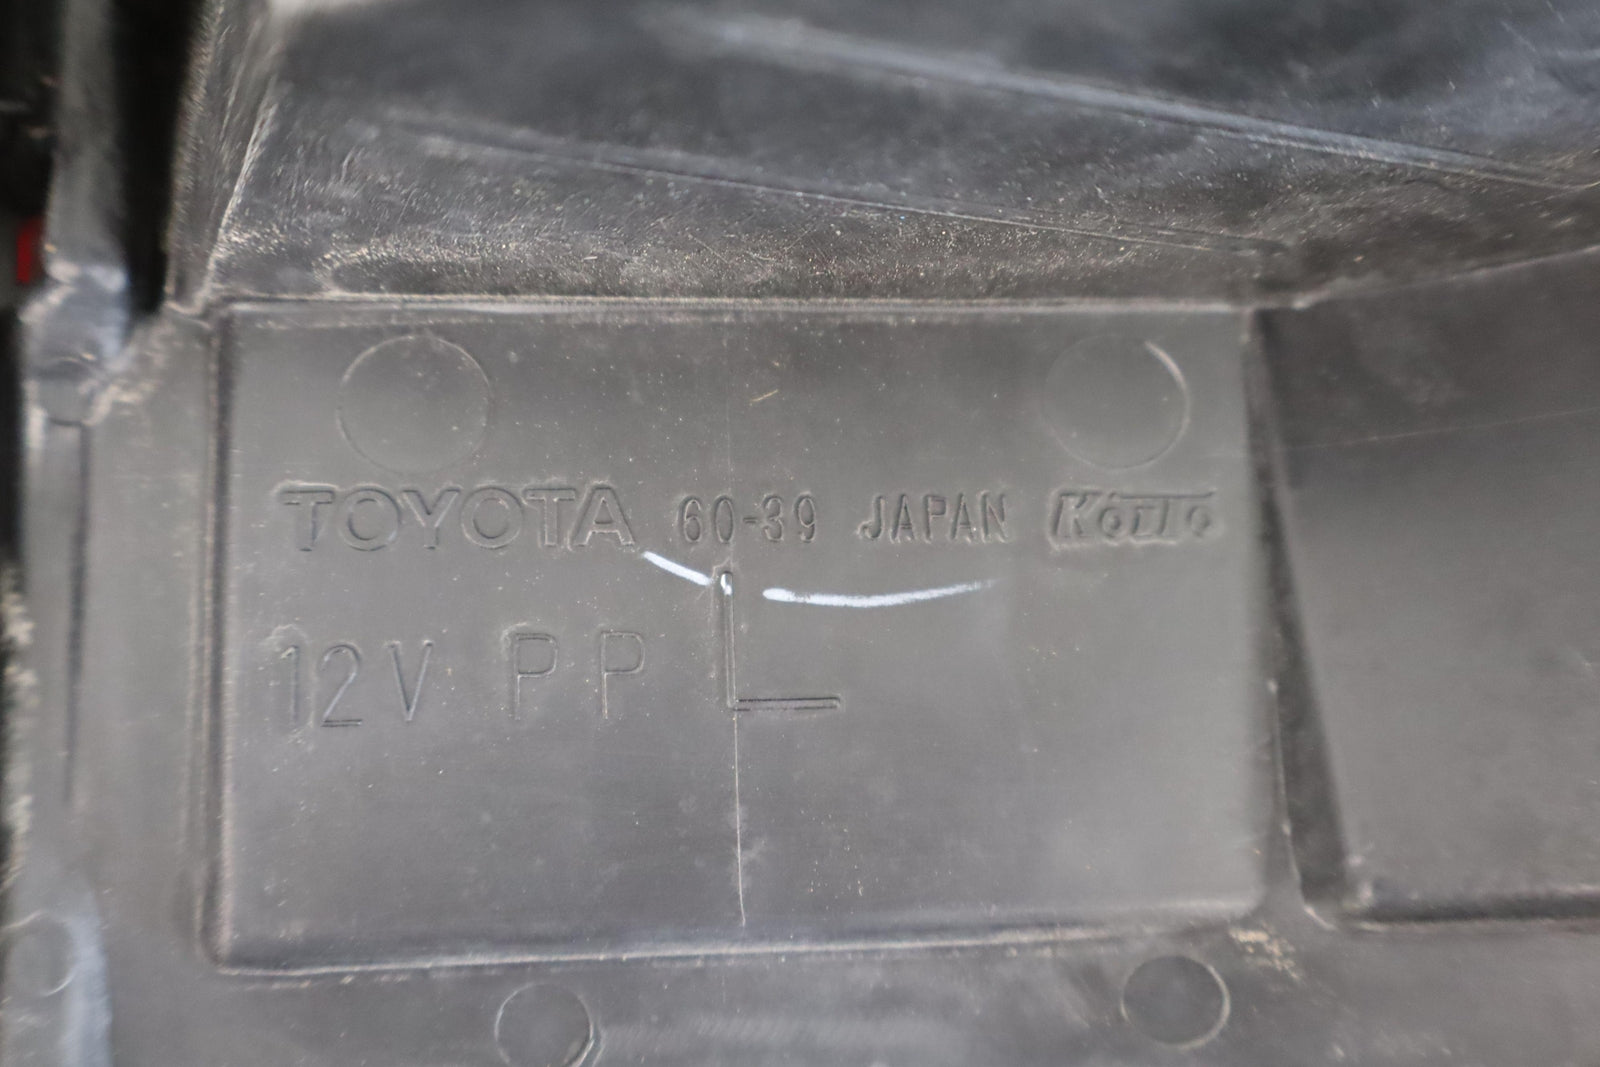 TOYOTA 60-39 JAPAN KOITO
12V PP L